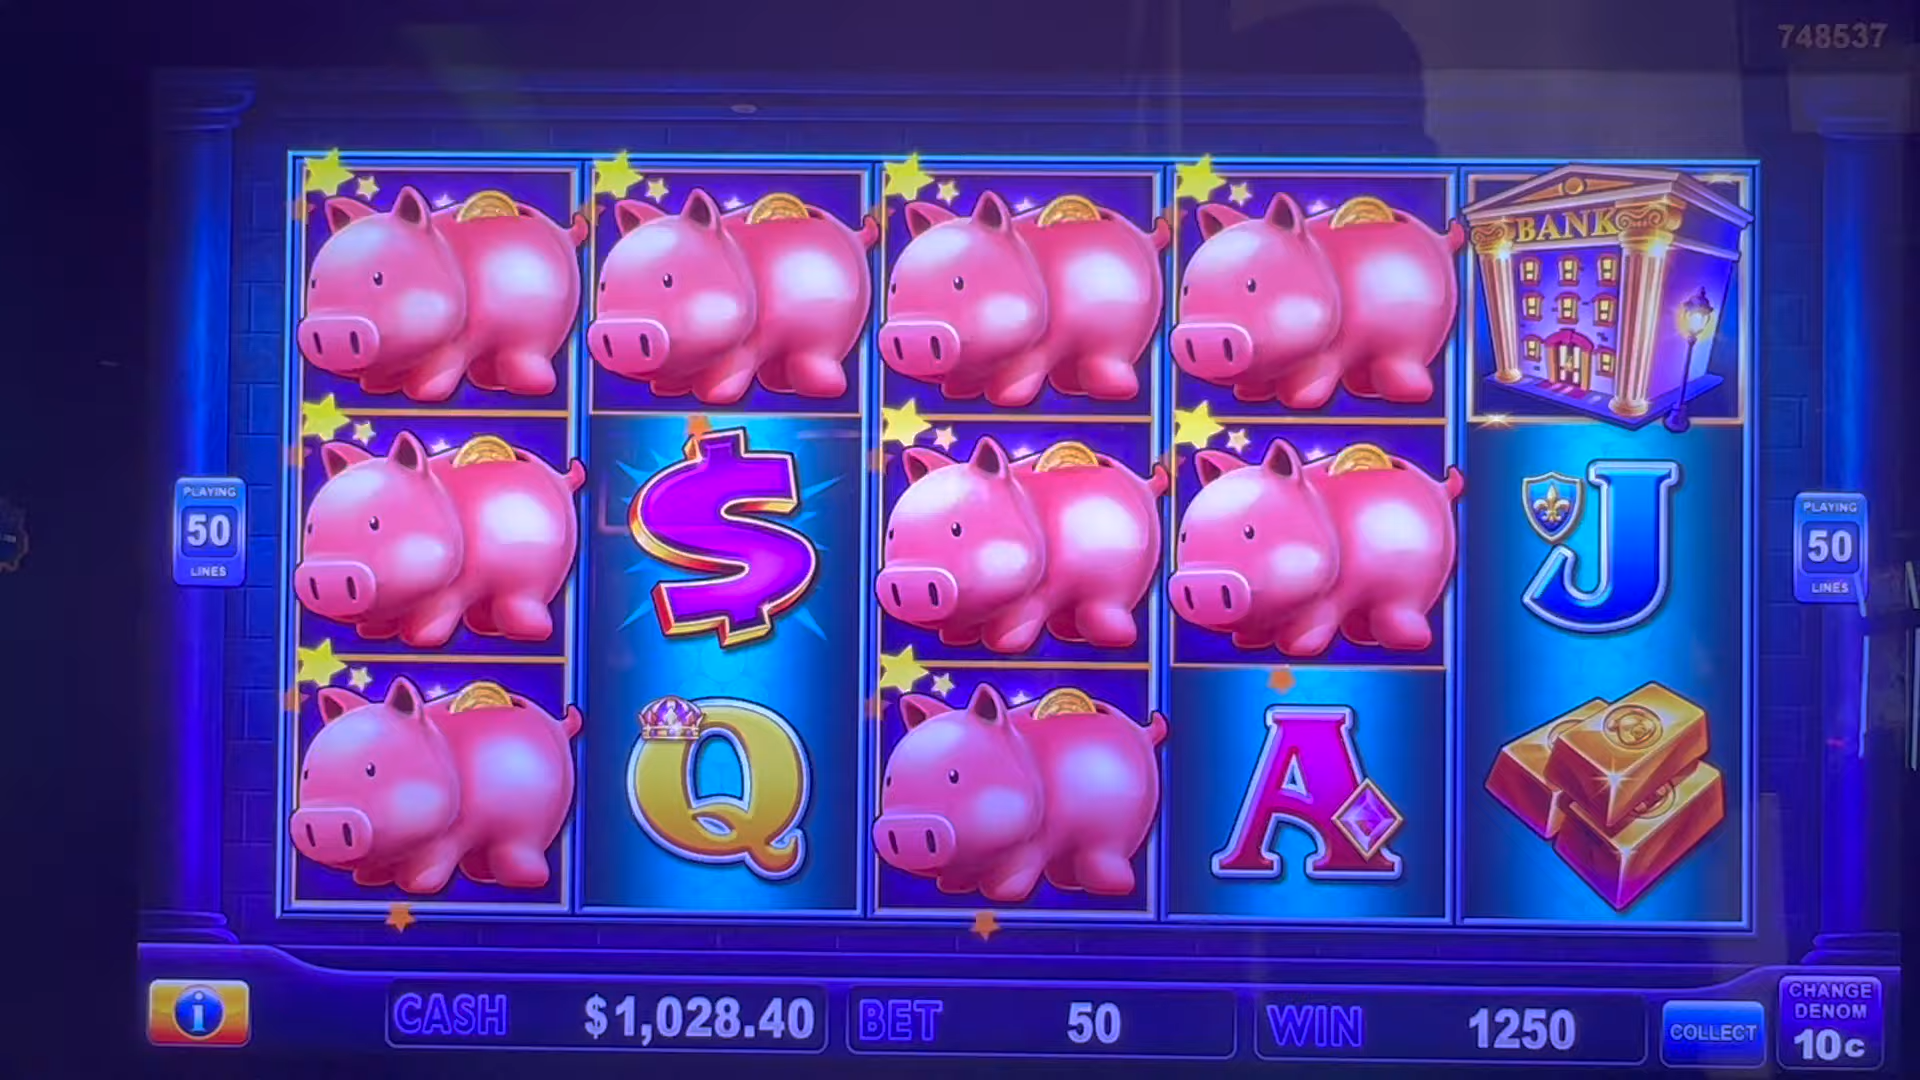 748537
BANK
PLAYING
50
LINES
$
J
PLAYING
50
LINES
Q
A
CASH $1,028.40
BET 50
WIN 1250
COLLECT
CHANGE
DENOM
10c
i